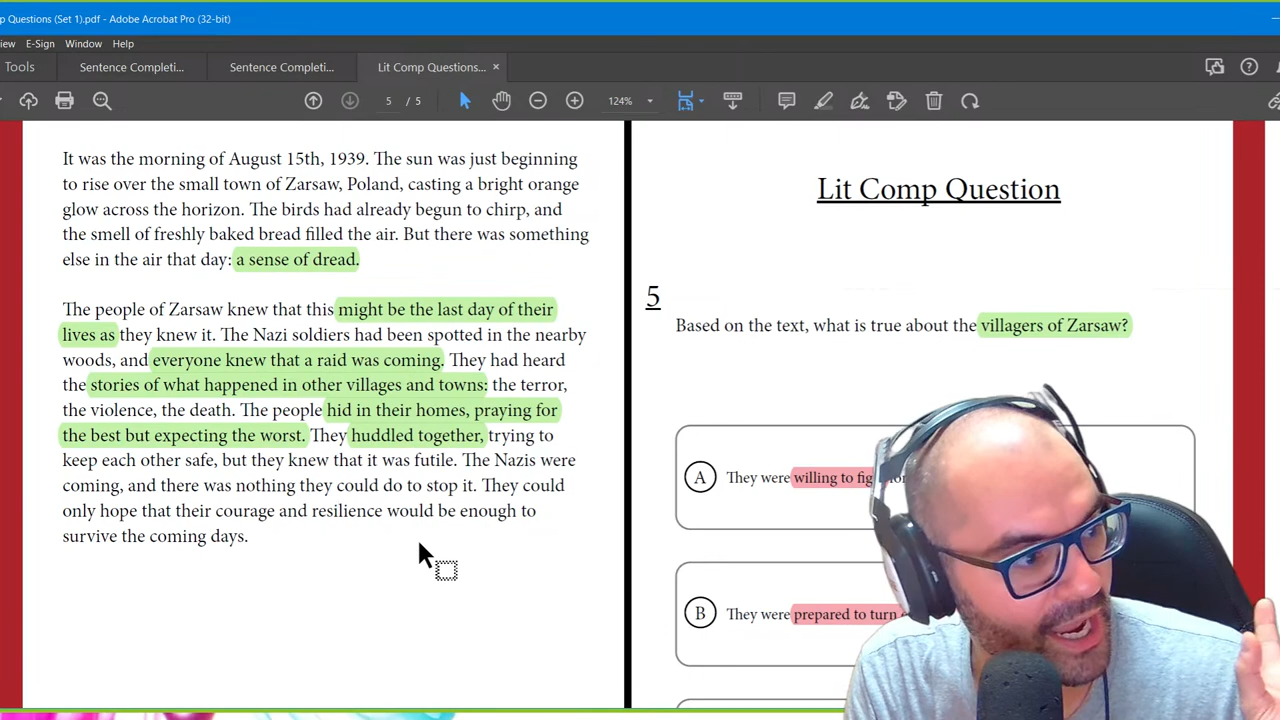 p Questions (Set 1).pdf - Adobe Acrobat Pro (32-bit)
iew E-Sign Window Help
Tools Sentence Completi... Sentence Completi... Lit Comp Questions... ×
5 / 5 124%
It was the morning of August 15th, 1939. The sun was just beginning
to rise over the small town of Zarsaw, Poland, casting a bright orange
glow across the horizon. The birds had already begun to chirp, and
the smell of freshly baked bread filled the air. But there was something
else in the air that day: a sense of dread.
The people of Zarsaw knew that this might be the last day of their
lives as they knew it. The Nazi soldiers had been spotted in the nearby
woods, and everyone knew that a raid was coming. They had heard
the stories of what happened in other villages and towns: the terror,
the violence, the death. The people hid in their homes, praying for
the best but expecting the worst. They huddled together, trying to
keep each other safe, but they knew that it was futile. The Nazis were
coming, and there was nothing they could do to stop it. They could
only hope that their courage and resilience would be enough to
survive the coming days.
Lit Comp Question
5
Based on the text, what is true about the villagers of Zarsaw?
A They were willing to fig
B They were prepared to turn